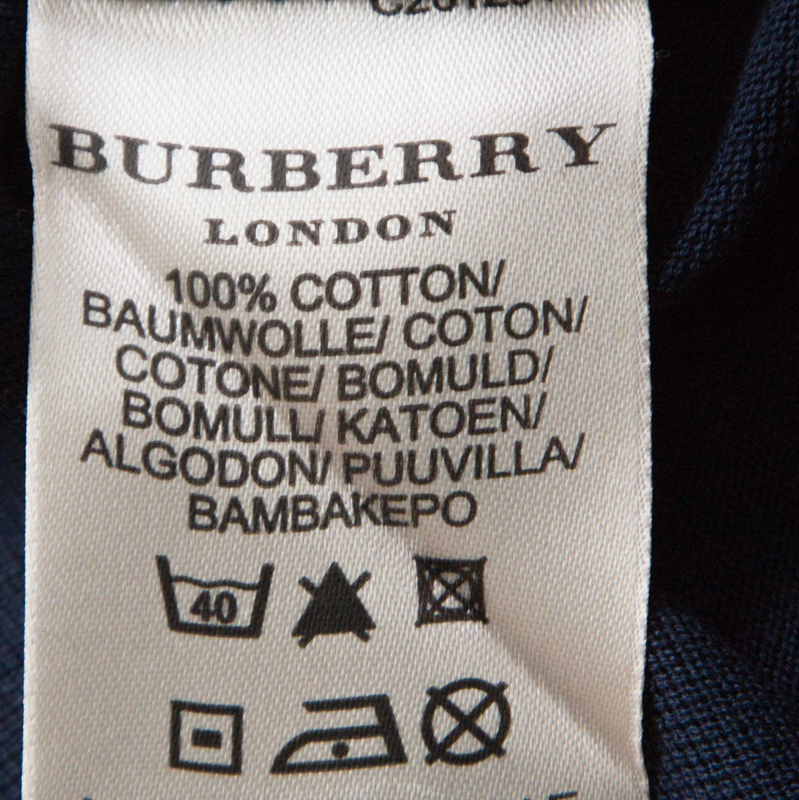 BURBERRY
LONDON
100% COTTON/
BAUMWOLLE/ COTON/
COTONE/ BOMULD/
BOMULL/ KATOEN/
ALGODON/ PUUVILLA/
BAMBAKEPO
40